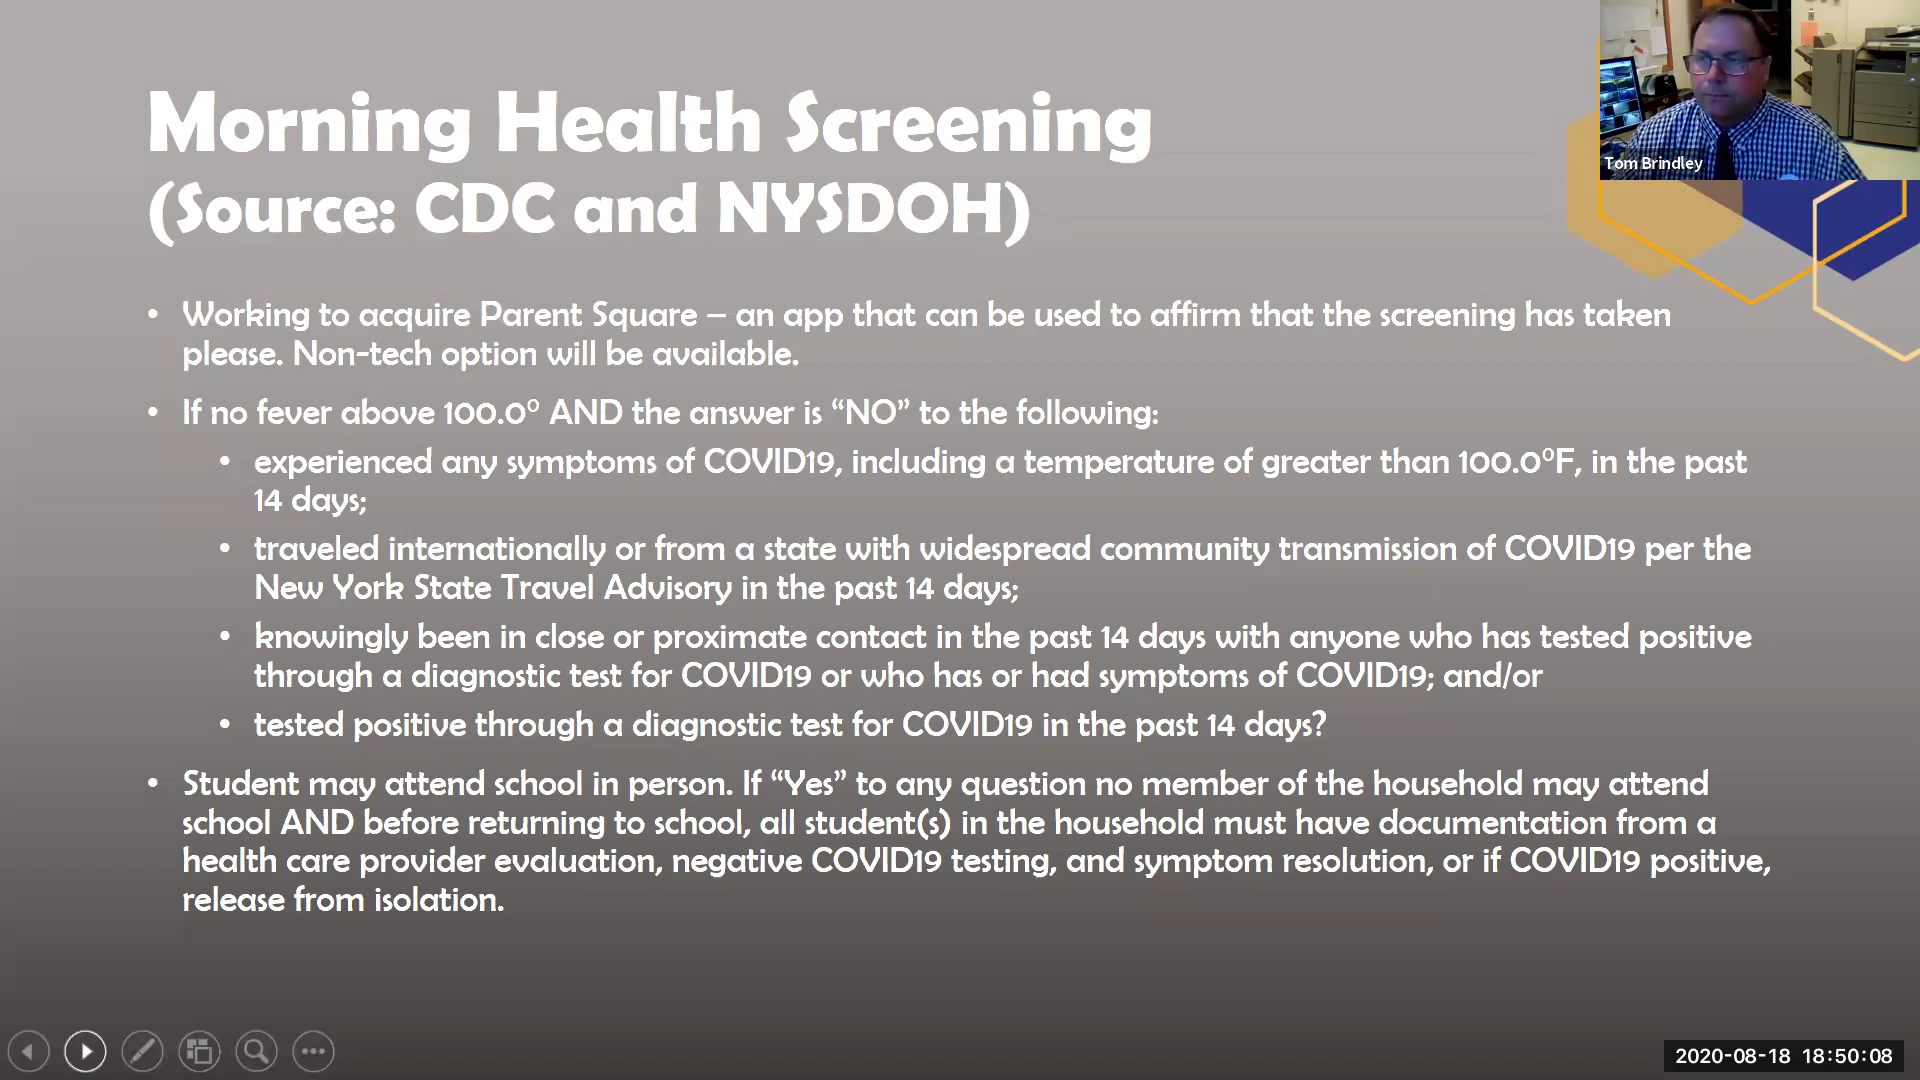 Morning Health Screening
(Source: CDC and NYSDOH)
Tom Brindley
• Working to acquire Parent Square – an app that can be used to affirm that the screening has taken
please. Non-tech option will be available.
• If no fever above 100.0⁰ AND the answer is “NO” to the following:
• experienced any symptoms of COVID19, including a temperature of greater than 100.0⁰F, in the past
14 days;
• traveled internationally or from a state with widespread community transmission of COVID19 per the
New York State Travel Advisory in the past 14 days;
• knowingly been in close or proximate contact in the past 14 days with anyone who has tested positive
through a diagnostic test for COVID19 or who has or had symptoms of COVID19; and/or
• tested positive through a diagnostic test for COVID19 in the past 14 days?
• Student may attend school in person. If “Yes” to any question no member of the household may attend
school AND before returning to school, all student(s) in the household must have documentation from a
health care provider evaluation, negative COVID19 testing, and symptom resolution, or if COVID19 positive,
release from isolation.
2020-08-18 18:50:08